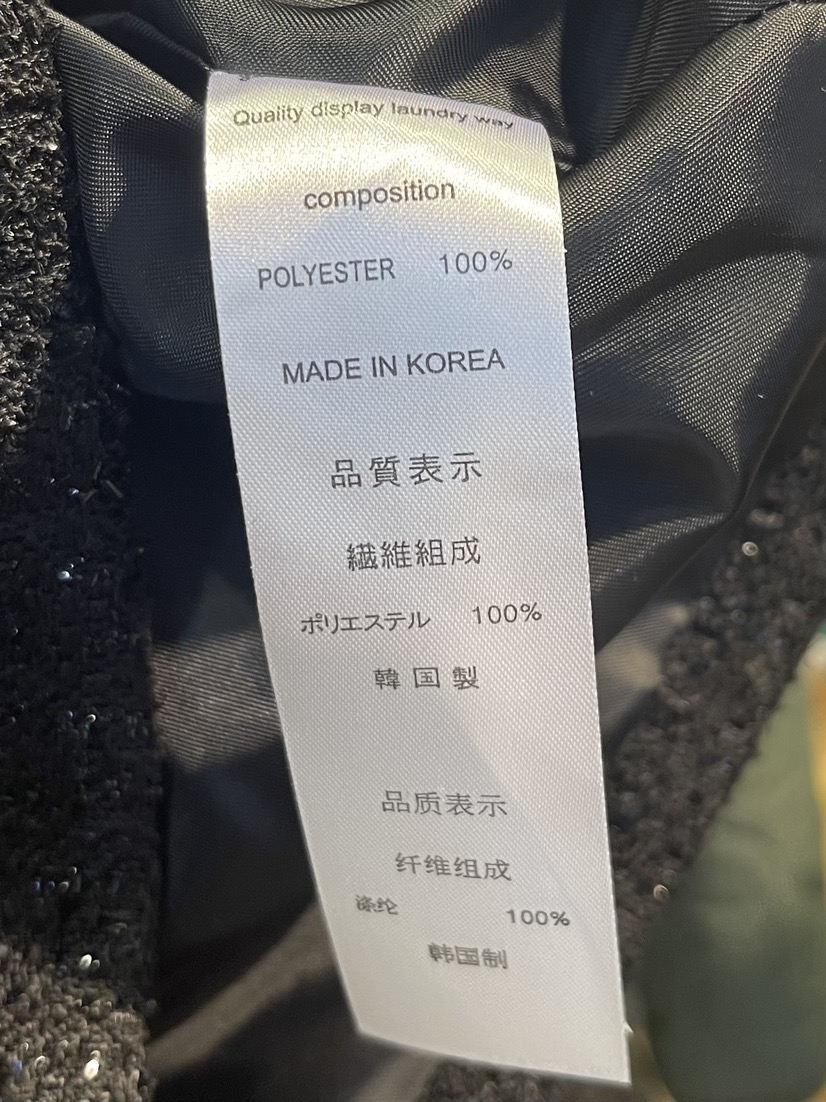 Quality display laundry way
composition
POLYESTER 100%
MADE IN KOREA
品質表示
繊維組成
ポリエステル 100%
韓国製
品质表示
纤维组成
涤纶 100%
韩国制